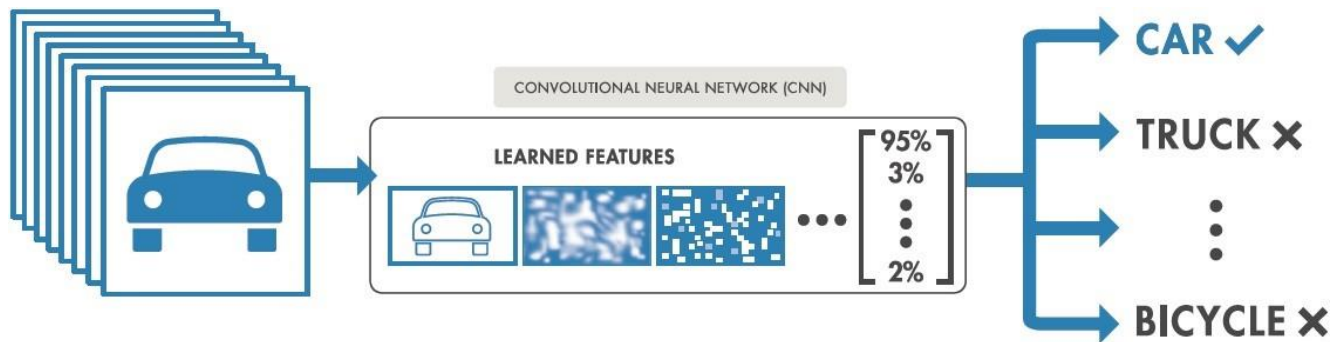 CONVOLUTIONAL NEURAL NETWORK (CNN)
LEARNED FEATURES
95%
3%
2%
CAR
TRUCK
BICYCLE